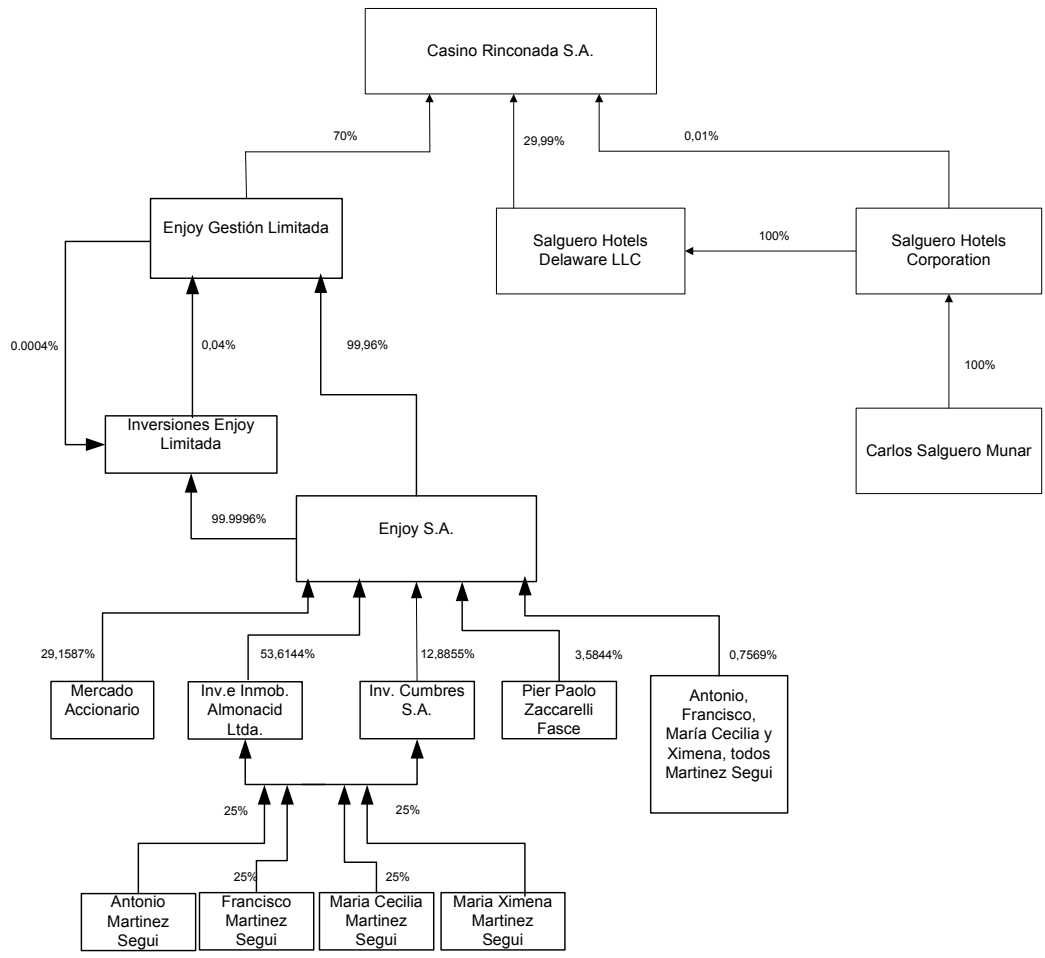 Casino Rinconada S.A.
70%
29,99%
0,01%
Enjoy Gestión Limitada
Salguero Hotels
Delaware LLC
100%
Salguero Hotels
Corporation
0.0004%
0,04%
99,96%
100%
Inversiones Enjoy
Limitada
Carlos Salguero Munar
99.9996%
Enjoy S.A.
29,1587%
53,6144%
12,8855%
3,5844%
0,7569%
Mercado
Accionario
Inv.e Inmob.
Almonacid
Ltda.
Inv. Cumbres
S.A.
Pier Paolo
Zaccarelli
Fasce
Antonio,
Francisco,
María Cecilia y
Ximena, todos
Martinez Segui
25%
25%
25%
25%
Antonio
Martinez
Segui
Francisco
Martinez
Segui
Maria Cecilia
Martinez
Segui
Maria Ximena
Martinez
Segui